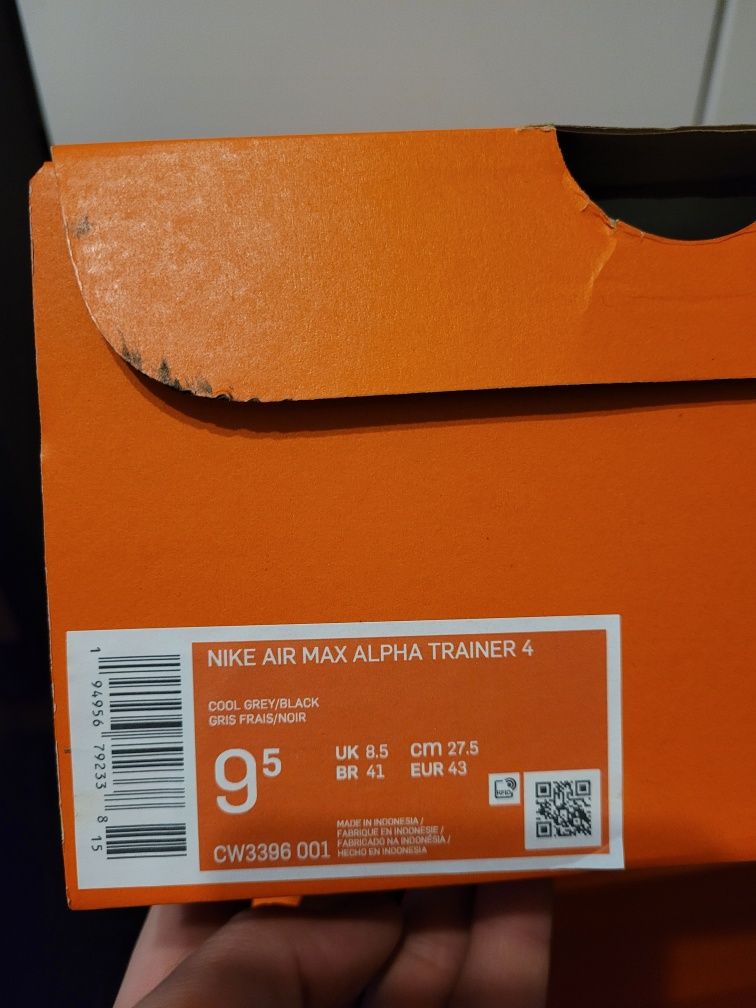 NIKE AIR MAX ALPHA TRAINER 4
COOL GREY/BLACK
GRIS FRAIS/NOIR
9⁵
UK 8.5 cm 27.5
BR 41 EUR 43
RFID
MADE IN INDONESIA /
FABRIQUE EN INDONESIE /
FABRICADO NA INDONÉSIA /
HECHO EN INDONESIA
CW3396 001
1 94956 79233 8 15